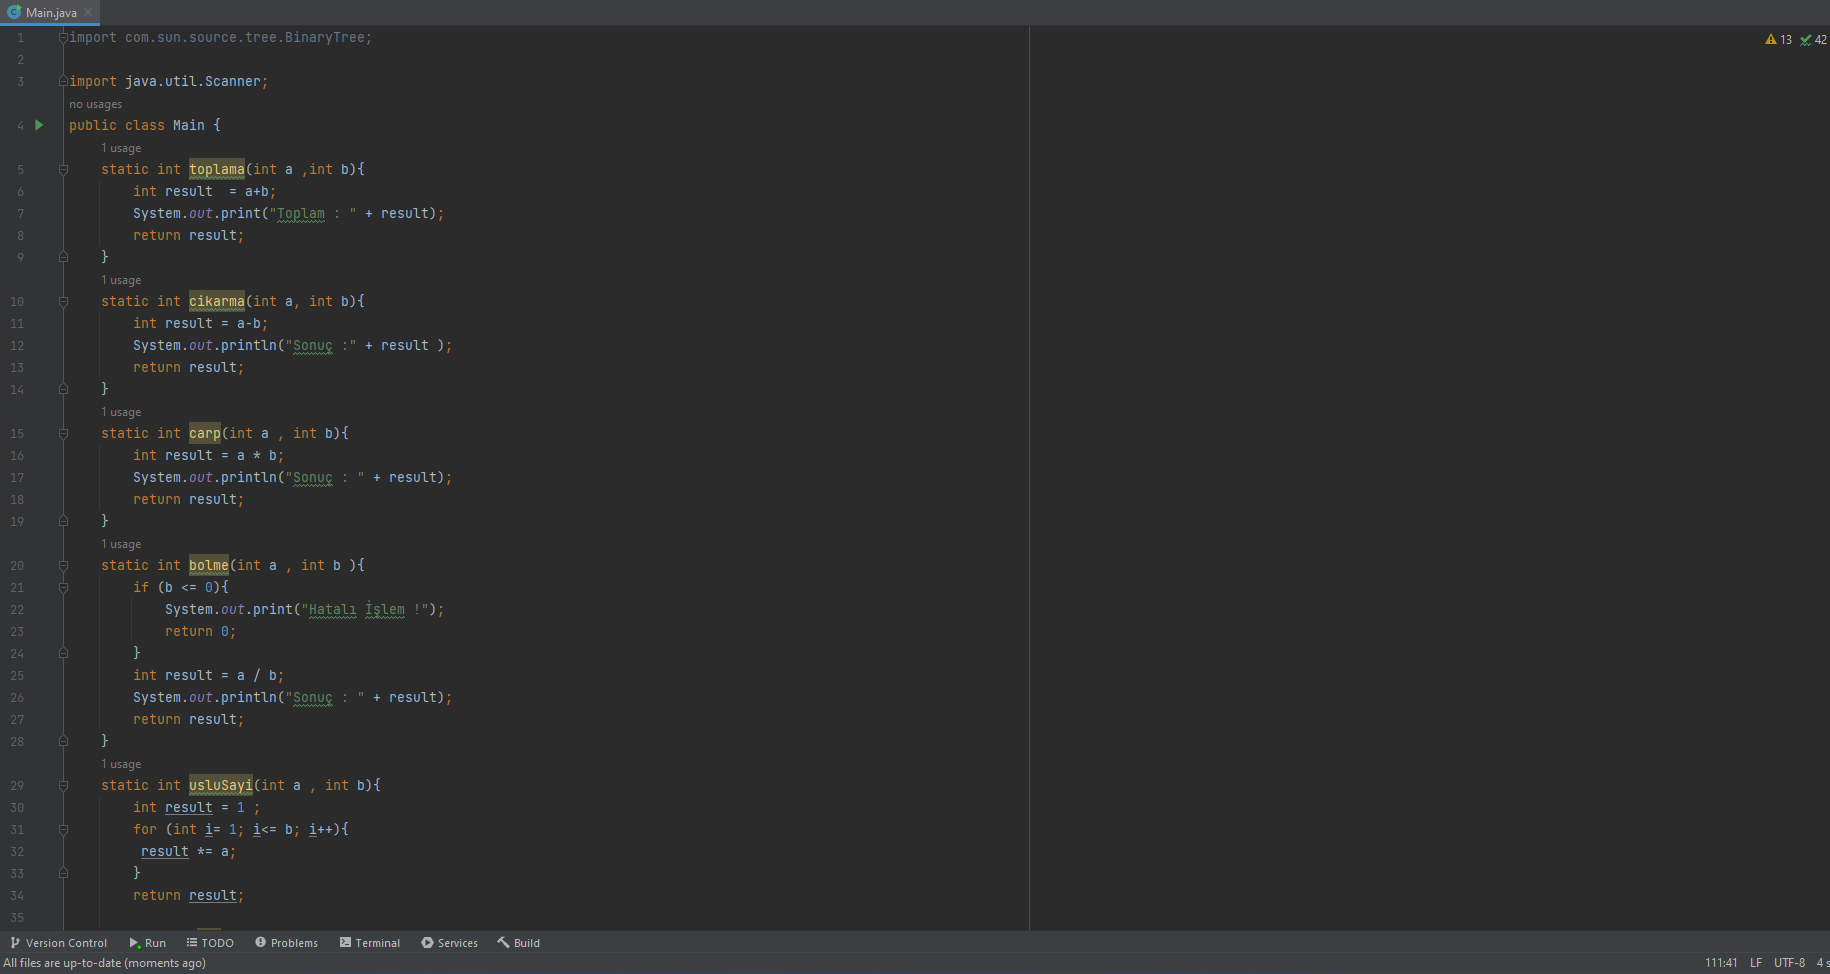 Main.java
13 42
1 import com.sun.source.tree.BinaryTree;
2
3 import java.util.Scanner;
no usages
4 public class Main {
1 usage
5 static int toplama(int a ,int b){
6 int result  = a+b;
7 System.out.print("Toplam : " + result);
8 return result;
9 }
1 usage
10 static int cikarma(int a, int b){
11 int result = a-b;
12 System.out.println("Sonuç :" + result );
13 return result;
14 }
1 usage
15 static int carp(int a , int b){
16 int result = a * b;
17 System.out.println("Sonuç : " + result);
18 return result;
19 }
1 usage
20 static int bolme(int a , int b ){
21 if (b <= 0){
22 System.out.print("Hatalı İşlem !");
23 return 0;
24 }
25 int result = a / b;
26 System.out.println("Sonuç : " + result);
27 return result;
28 }
1 usage
29 static int usluSayi(int a , int b){
30 int result = 1 ;
31 for (int i= 1; i<= b; i++){
32 result *= a;
33 }
34 return result;
35
Version Control Run TODO Problems Terminal Services Build
All files are up-to-date (moments ago) 111:41 LF UTF-8 4 s